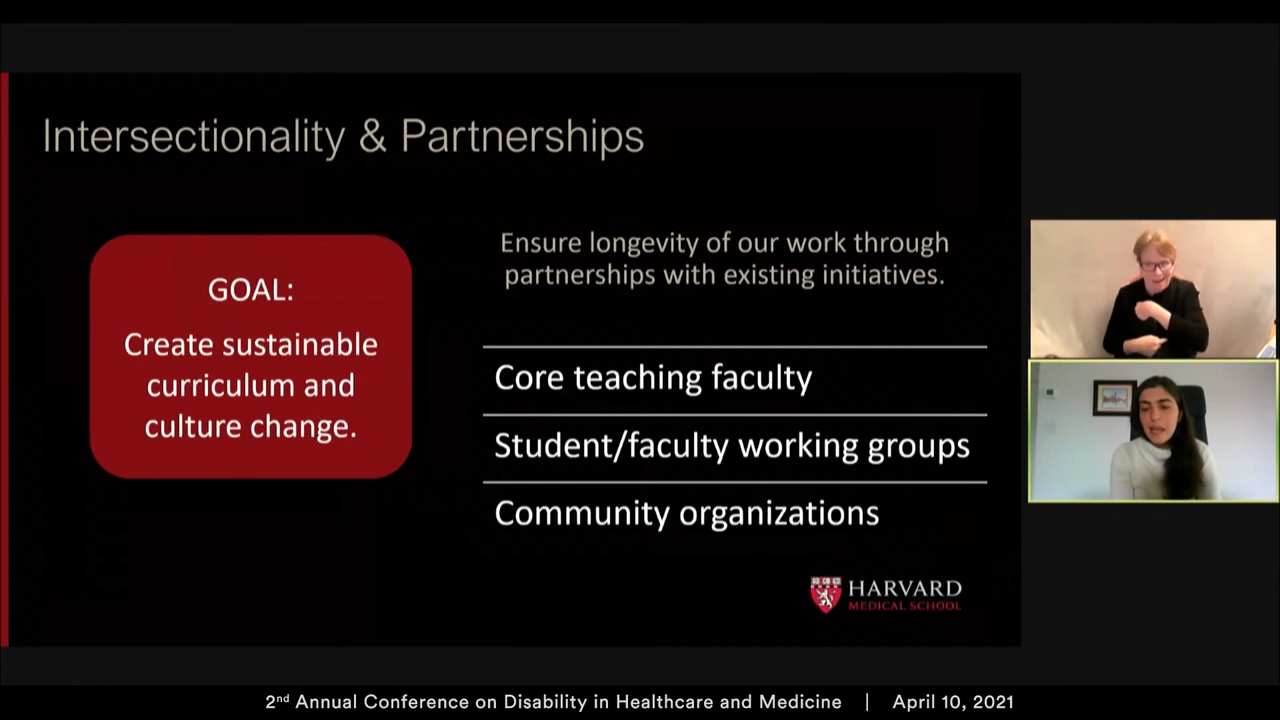 Intersectionality & Partnerships
GOAL:
Create sustainable
curriculum and
culture change.
Ensure longevity of our work through
partnerships with existing initiatives.
Core teaching faculty
Student/faculty working groups
Community organizations
HARVARD
MEDICAL SCHOOL
2nd Annual Conference on Disability in Healthcare and Medicine | April 10, 2021